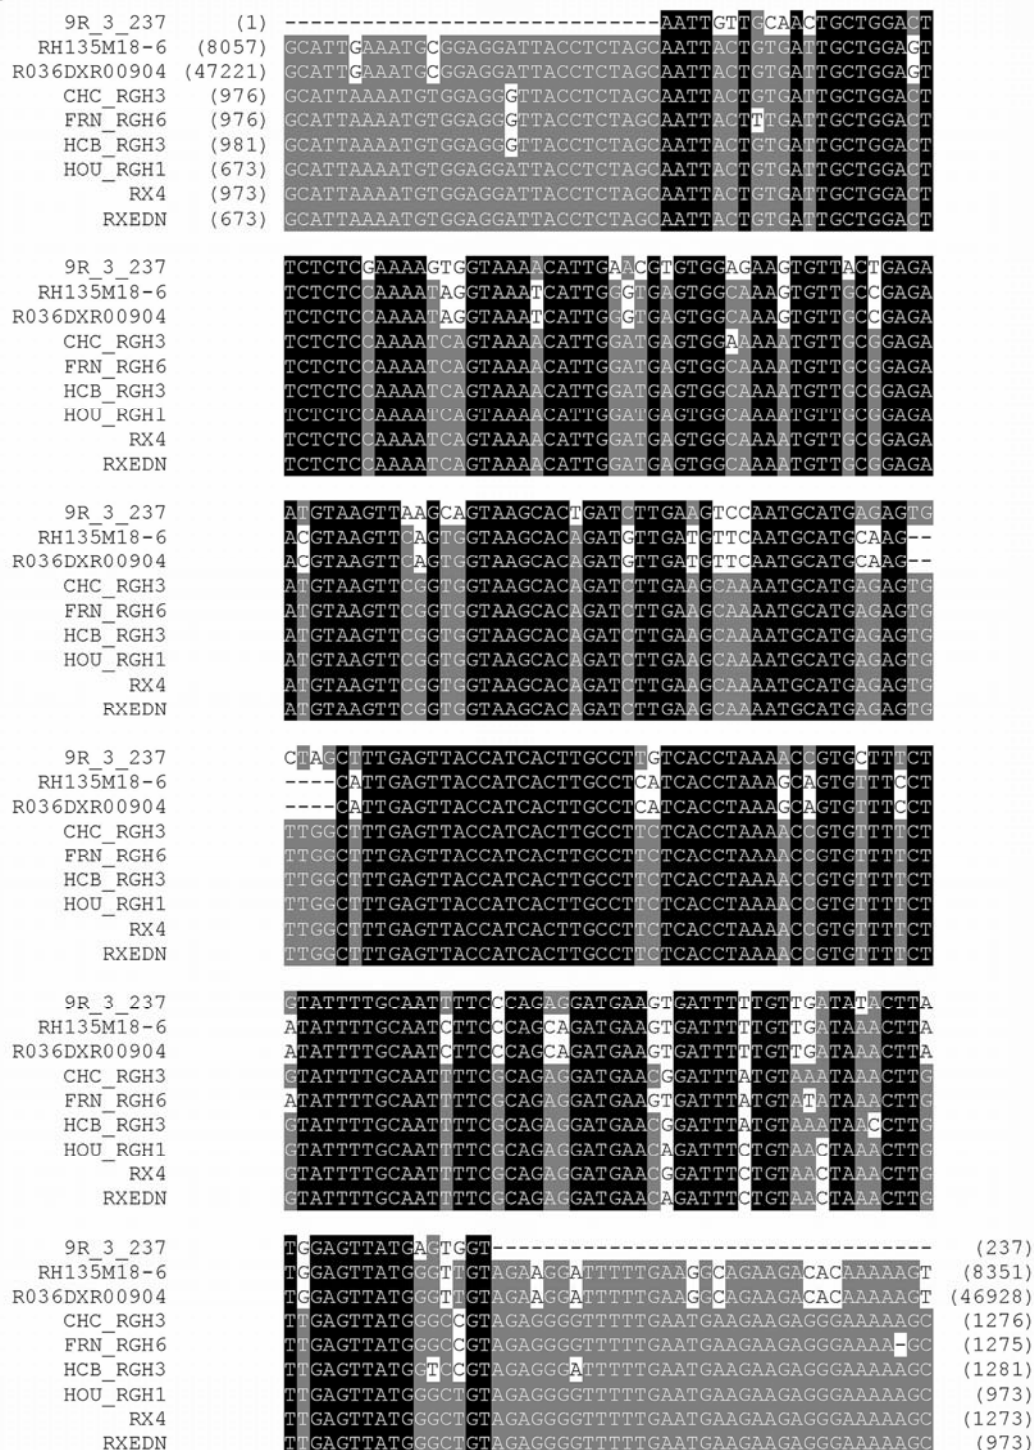 9R_3_237 (1) -----------------------------AATTGTTGCAACTGCTGGACT
RH135M18-6 (8057) GCATTGAAATGCGGAGGATTACCTCTAGCAATTACTGTGATTGCTGGAGT
R036DXR00904 (47221) GCATTGAAATGCGGAGGATTACCTCTAGCAATTACTGTGATTGCTGGAGT
CHC_RGH3 (976) GCATTAAAATGTGGAGGGTTACCTCTAGCAATTACTGTGATTGCTGGACT
FRN_RGH6 (976) GCATTAAAATGTGGAGGGTTACCTCTAGCAATTACTTTGATTGCTGGACT
HCB_RGH3 (981) GCATTAAAATGTGGAGGGTTACCTCTAGCAATTACTGTGATTGCTGGACT
HOU_RGH1 (673) GCATTAAAATGTGGAGGATTACCTCTAGCAATTACTGTGATTGCTGGACT
RX4 (973) GCATTAAAATGTGGAGGATTACCTCTAGCAATTACTGTGATTGCTGGACT
RXEDN (673) GCATTAAAATGTGGAGGATTACCTCTAGCAATTACTGTGATTGCTGGACT
9R_3_237 TCTCTCGAAAAGTGGTAAAACATTGAACGTGTGGAGAAGTGTTACTGAGA
RH135M18-6 TCTCTCCAAAATAGGTAAATCATTGGGTGAGTGGCAAAGTGTTGCCGAGA
R036DXR00904 TCTCTCCAAAATAGGTAAATCATTGGGTGAGTGGCAAAGTGTTGCCGAGA
CHC_RGH3 TCTCTCCAAAATCAGTAAAACATTGGATGAGTGGAAAAATGTTGCGGAGA
FRN_RGH6 TCTCTCCAAAATCAGTAAAACATTGGATGAGTGGCAAAATGTTGCGGAGA
HCB_RGH3 TCTCTCCAAAATCAGTAAAACATTGGATGAGTGGCAAAATGTTGCGGAGA
HOU_RGH1 TCTCTCCAAAATCAGTAAAACATTGGATGAGTGGCAAAATGTTGCGGAGA
RX4 TCTCTCCAAAATCAGTAAAACATTGGATGAGTGGCAAAATGTTGCGGAGA
RXEDN TCTCTCCAAAATCAGTAAAACATTGGATGAGTGGCAAAATGTTGCGGAGA
9R_3_237 ATGTAAGTTAAGCAGTAAGCACTGATCTTGAAGTCCAATGCATGAGAGTG
RH135M18-6 ACGTAAGTTCAGTGGTAAGCACAGATGTTGATGTTCAATGCATGCAAG--
R036DXR00904 ACGTAAGTTCAGTGGTAAGCACAGATGTTGATGTTCAATGCATGCAAG--
CHC_RGH3 ATGTAAGTTCGGTGGTAAGCACAGATCTTGAAGCAAAATGCATGAGAGTG
FRN_RGH6 ATGTAAGTTCGGTGGTAAGCACAGATCTTGAAGCAAAATGCATGAGAGTG
HCB_RGH3 ATGTAAGTTCGGTGGTAAGCACAGATCTTGAAGCAAAATGCATGAGAGTG
HOU_RGH1 ATGTAAGTTCGGTGGTAAGCACAGATCTTGAAGCAAAATGCATGAGAGTG
RX4 ATGTAAGTTCGGTGGTAAGCACAGATCTTGAAGCAAAATGCATGAGAGTG
RXEDN ATGTAAGTTCGGTGGTAAGCACAGATCTTGAAGCAAAATGCATGAGAGTG
9R_3_237 CTAGCTTTGAGTTACCATCACTTGCCTTGTCACCTAAAACCGTGCTTTCT
RH135M18-6 ----CATTGAGTTACCATCACTTGCCTCATCACCTAAAGCAGTGTTTCCT
R036DXR00904 ----CATTGAGTTACCATCACTTGCCTCATCACCTAAAGCAGTGTTTCCT
CHC_RGH3 TTGGCTTTGAGTTACCATCACTTGCCTTCTCACCTAAAACCGTGTTTTCT
FRN_RGH6 TTGGCTTTGAGTTACCATCACTTGCCTTCTCACCTAAAACCGTGTTTTCT
HCB_RGH3 TTGGCTTTGAGTTACCATCACTTGCCTTCTCACCTAAAACCGTGTTTTCT
HOU_RGH1 TTGGCTTTGAGTTACCATCACTTGCCTTCTCACCTAAAACCGTGTTTTCT
RX4 TTGGCTTTGAGTTACCATCACTTGCCTTCTCACCTAAAACCGTGTTTTCT
RXEDN TTGGCTTTGAGTTACCATCACTTGCCTTCTCACCTAAAACCGTGTTTTCT
9R_3_237 GTATTTTGCAATTTTCCCAGAGGATGAAGTGATTTTTGTTGATATACTTA
RH135M18-6 ATATTTTGCAATCTTCCCAGCAGATGAAGTGATTTTTGTTGATAAACTTA
R036DXR00904 ATATTTTGCAATCTTCCCAGCAGATGAAGTGATTTTTGTTGATAAACTTA
CHC_RGH3 GTATTTTGCAATTTTCGCAGAGGATGAACGGATTTATGTAAATAAACTTG
FRN_RGH6 ATATTTTGCAATTTTCGCAGAGGATGAAGTGATTTATGTATATAAACTTG
HCB_RGH3 GTATTTTGCAATTTTCGCAGAGGATGAACGGATTTATGTAAATAACCTTG
HOU_RGH1 GTATTTTGCAATTTTCGCAGAGGATGAACAGATTTCTGTAACTAAACTTG
RX4 GTATTTTGCAATTTTCGCAGAGGATGAACGGATTTCTGTAACTAAACTTG
RXEDN GTATTTTGCAATTTTCGCAGAGGATGAACAGATTTCTGTAACTAAACTTG
9R_3_237 TGGAGTTATGAGTGGT---------------------------------- (237)
RH135M18-6 TGGAGTTATGGGTTGTAGAAGGATTTTTGAAGGCAGAAGACACAAAAAGT (8351)
R036DXR00904 TGGAGTTATGGGTTGTAGAAGGATTTTTGAAGGCAGAAGACACAAAAAGT (46928)
CHC_RGH3 TTGAGTTATGGGCCGTAGAGGGGTTTTTGAATGAAGAAGAGGGAAAAAGC (1276)
FRN_RGH6 TTGAGTTATGGGCCGTAGAGGGGTTTTTGAATGAAGAAGAGGGAAAA-GC (1275)
HCB_RGH3 TTGAGTTATGGTCCGTAGAGGGATTTTTGAATGAAGAAGAGGGAAAAAGC (1281)
HOU_RGH1 TTGAGTTATGGGCTGTAGAGGGGTTTTTGAATGAAGAAGAGGGAAAAAGC (973)
RX4 TTGAGTTATGGGCTGTAGAGGGGTTTTTGAATGAAGAAGAGGGAAAAAGC (1273)
RXEDN TTGAGTTATGGGCTGTAGAGGGGTTTTTGAATGAAGAAGAGGGAAAAAGC (973)